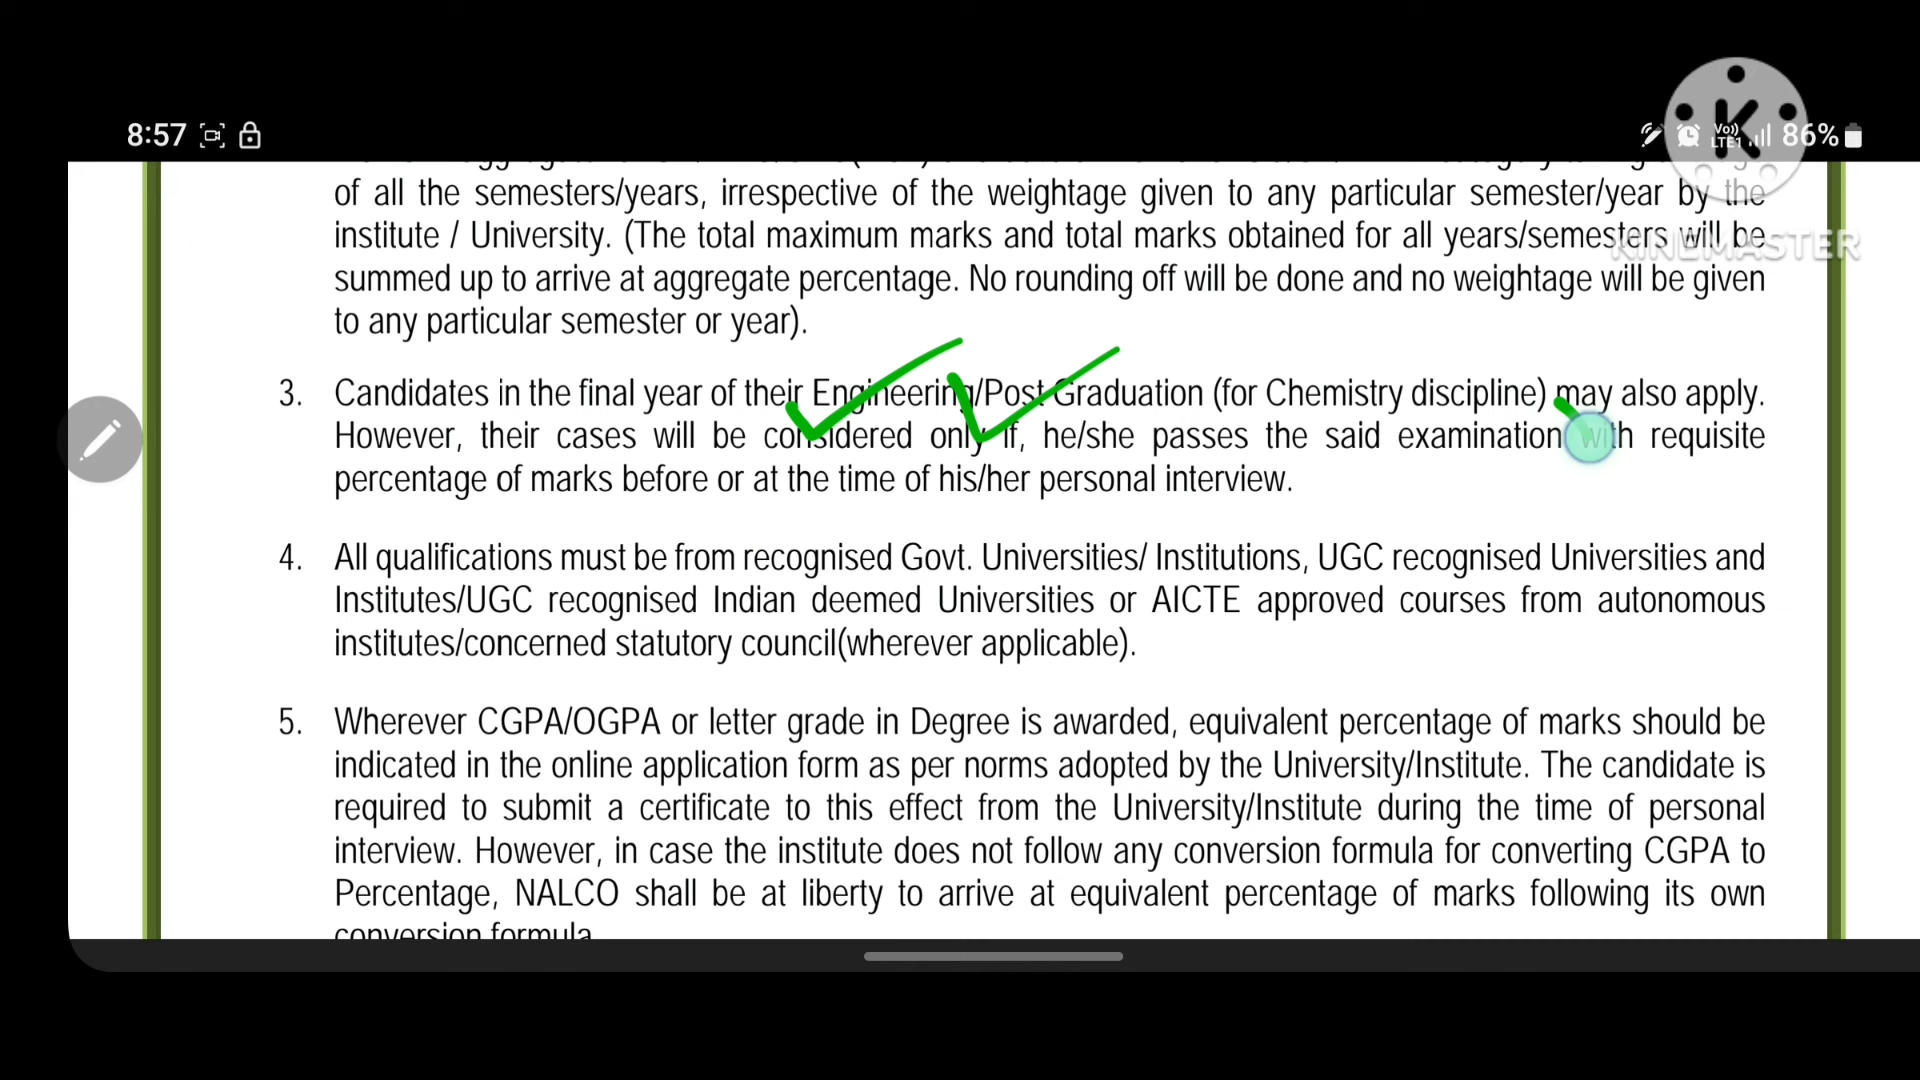 8:57
Vo))
LTE1
86%
KINEMASTER
of all the semesters/years, irrespective of the weightage given to any particular semester/year by the
institute / University. (The total maximum marks and total marks obtained for all years/semesters will be
summed up to arrive at aggregate percentage. No rounding off will be done and no weightage will be given
to any particular semester or year).
3. Candidates in the final year of their Engineering/Post Graduation (for Chemistry discipline) may also apply.
However, their cases will be considered only if, he/she passes the said examination with requisite
percentage of marks before or at the time of his/her personal interview.
4. All qualifications must be from recognised Govt. Universities/ Institutions, UGC recognised Universities and
Institutes/UGC recognised Indian deemed Universities or AICTE approved courses from autonomous
institutes/concerned statutory council(wherever applicable).
5. Wherever CGPA/OGPA or letter grade in Degree is awarded, equivalent percentage of marks should be
indicated in the online application form as per norms adopted by the University/Institute. The candidate is
required to submit a certificate to this effect from the University/Institute during the time of personal
interview. However, in case the institute does not follow any conversion formula for converting CGPA to
Percentage, NALCO shall be at liberty to arrive at equivalent percentage of marks following its own
conversion formula